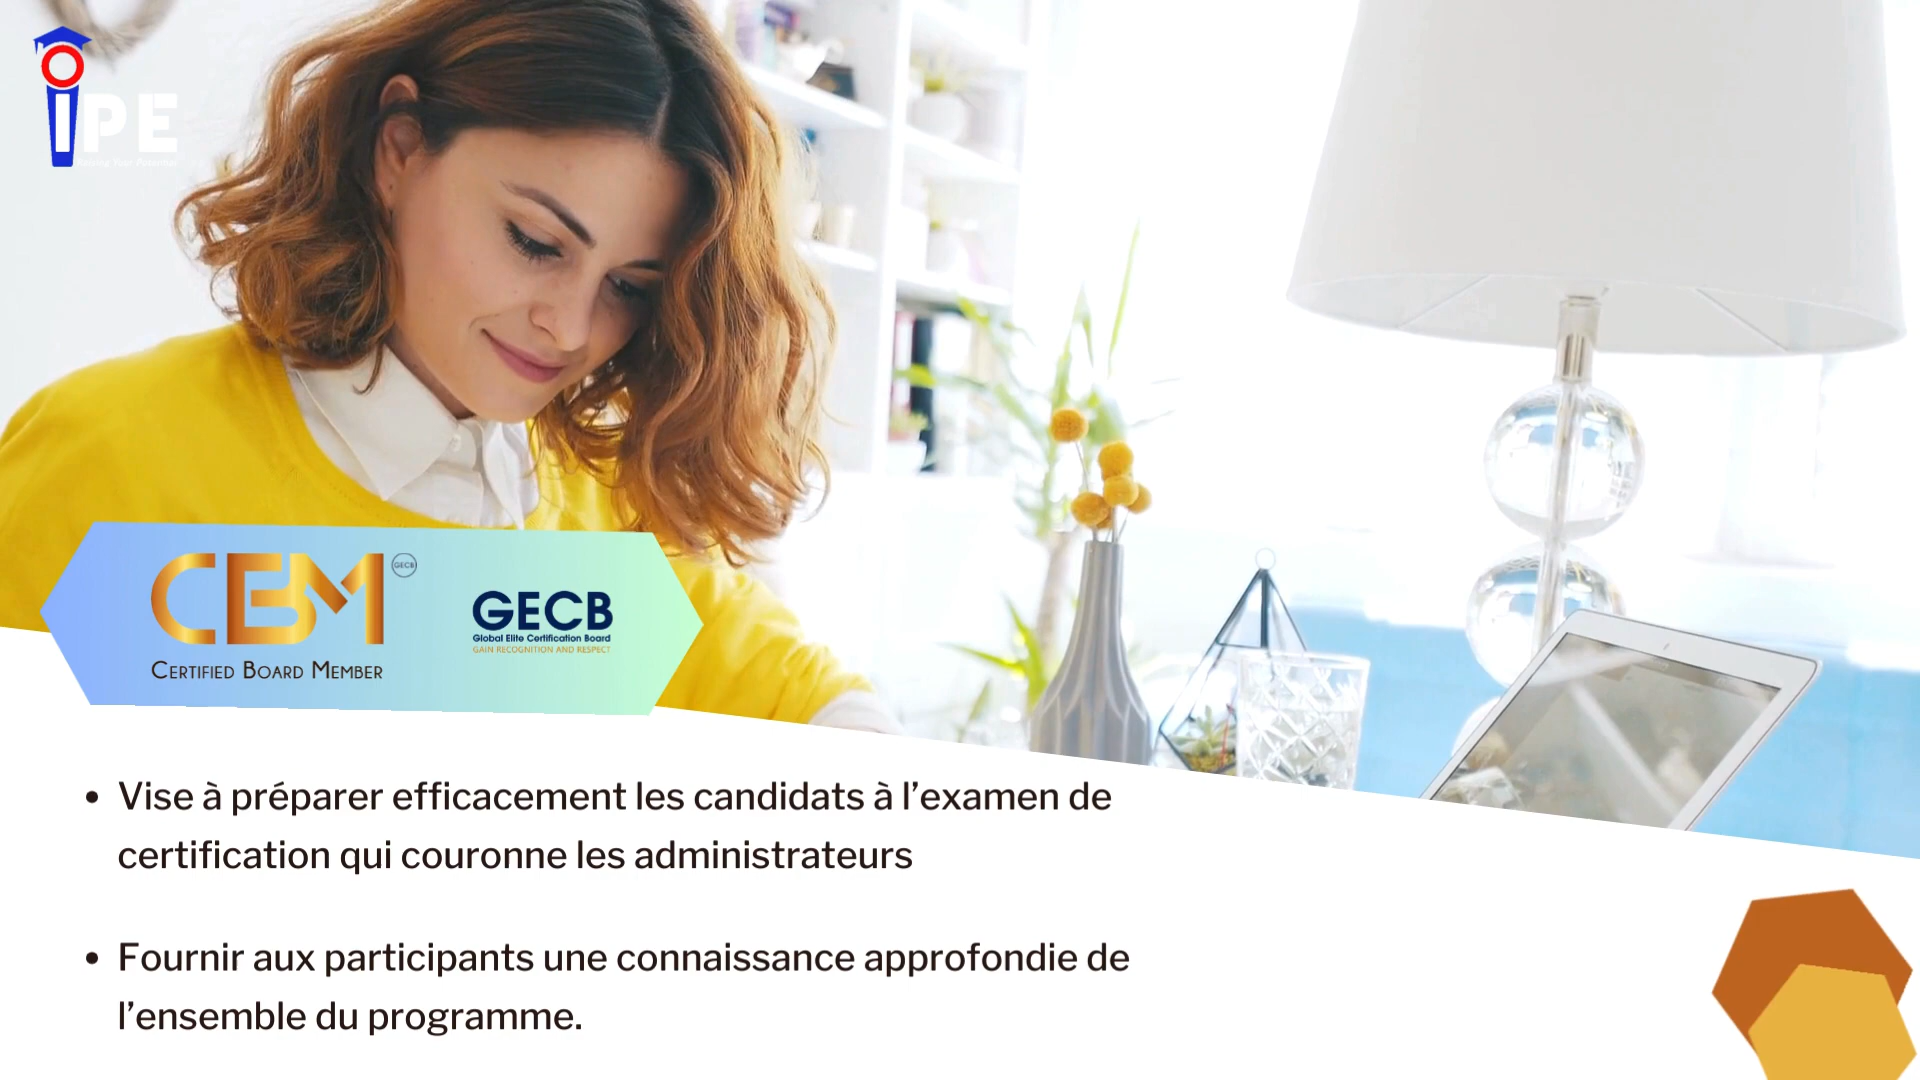 IPE
CBM
GECB
CERTIFIED BOARD MEMBER
GECB
Global Elite Certification Board
GAIN RECOGNITION AND RESPECT
• Vise à préparer efficacement les candidats à l’examen de
certification qui couronne les administrateurs
• Fournir aux participants une connaissance approfondie de
l’ensemble du programme.